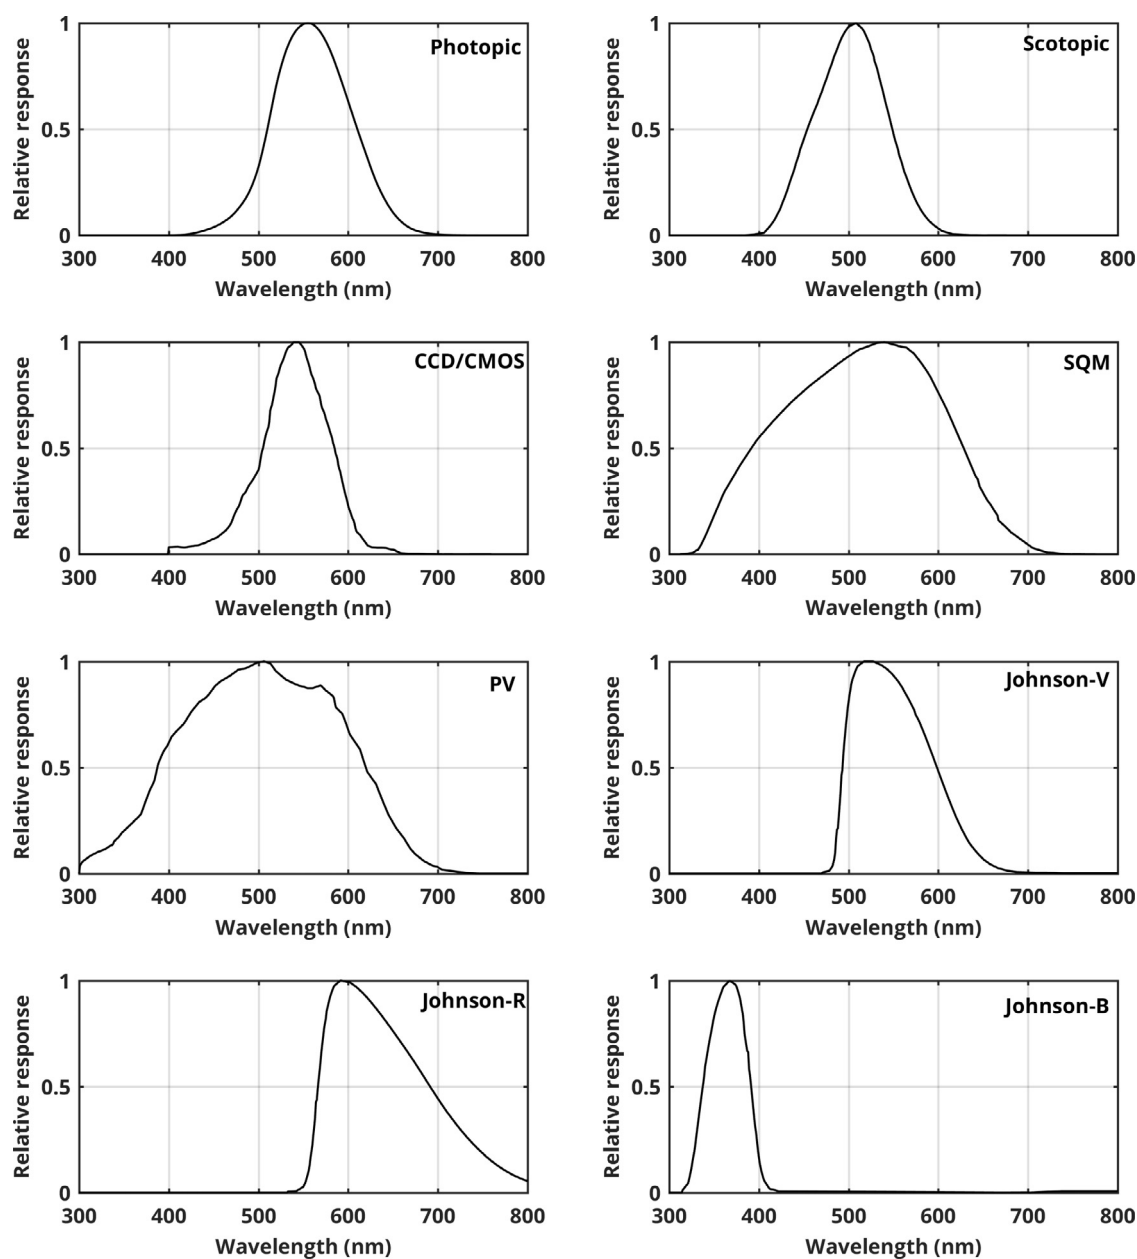 Relative response
1
0.5
0
Photopic
300 400 500 600 700 800
Wavelength (nm)
Relative response
1
0.5
0
Scotopic
300 400 500 600 700 800
Wavelength (nm)
Relative response
1
0.5
0
CCD/CMOS
300 400 500 600 700 800
Wavelength (nm)
Relative response
1
0.5
0
SQM
300 400 500 600 700 800
Wavelength (nm)
Relative response
1
0.5
0
PV
300 400 500 600 700 800
Wavelength (nm)
Relative response
1
0.5
0
Johnson-V
300 400 500 600 700 800
Wavelength (nm)
Relative response
1
0.5
0
Johnson-R
300 400 500 600 700 800
Wavelength (nm)
Relative response
1
0.5
0
Johnson-B
300 400 500 600 700 800
Wavelength (nm)